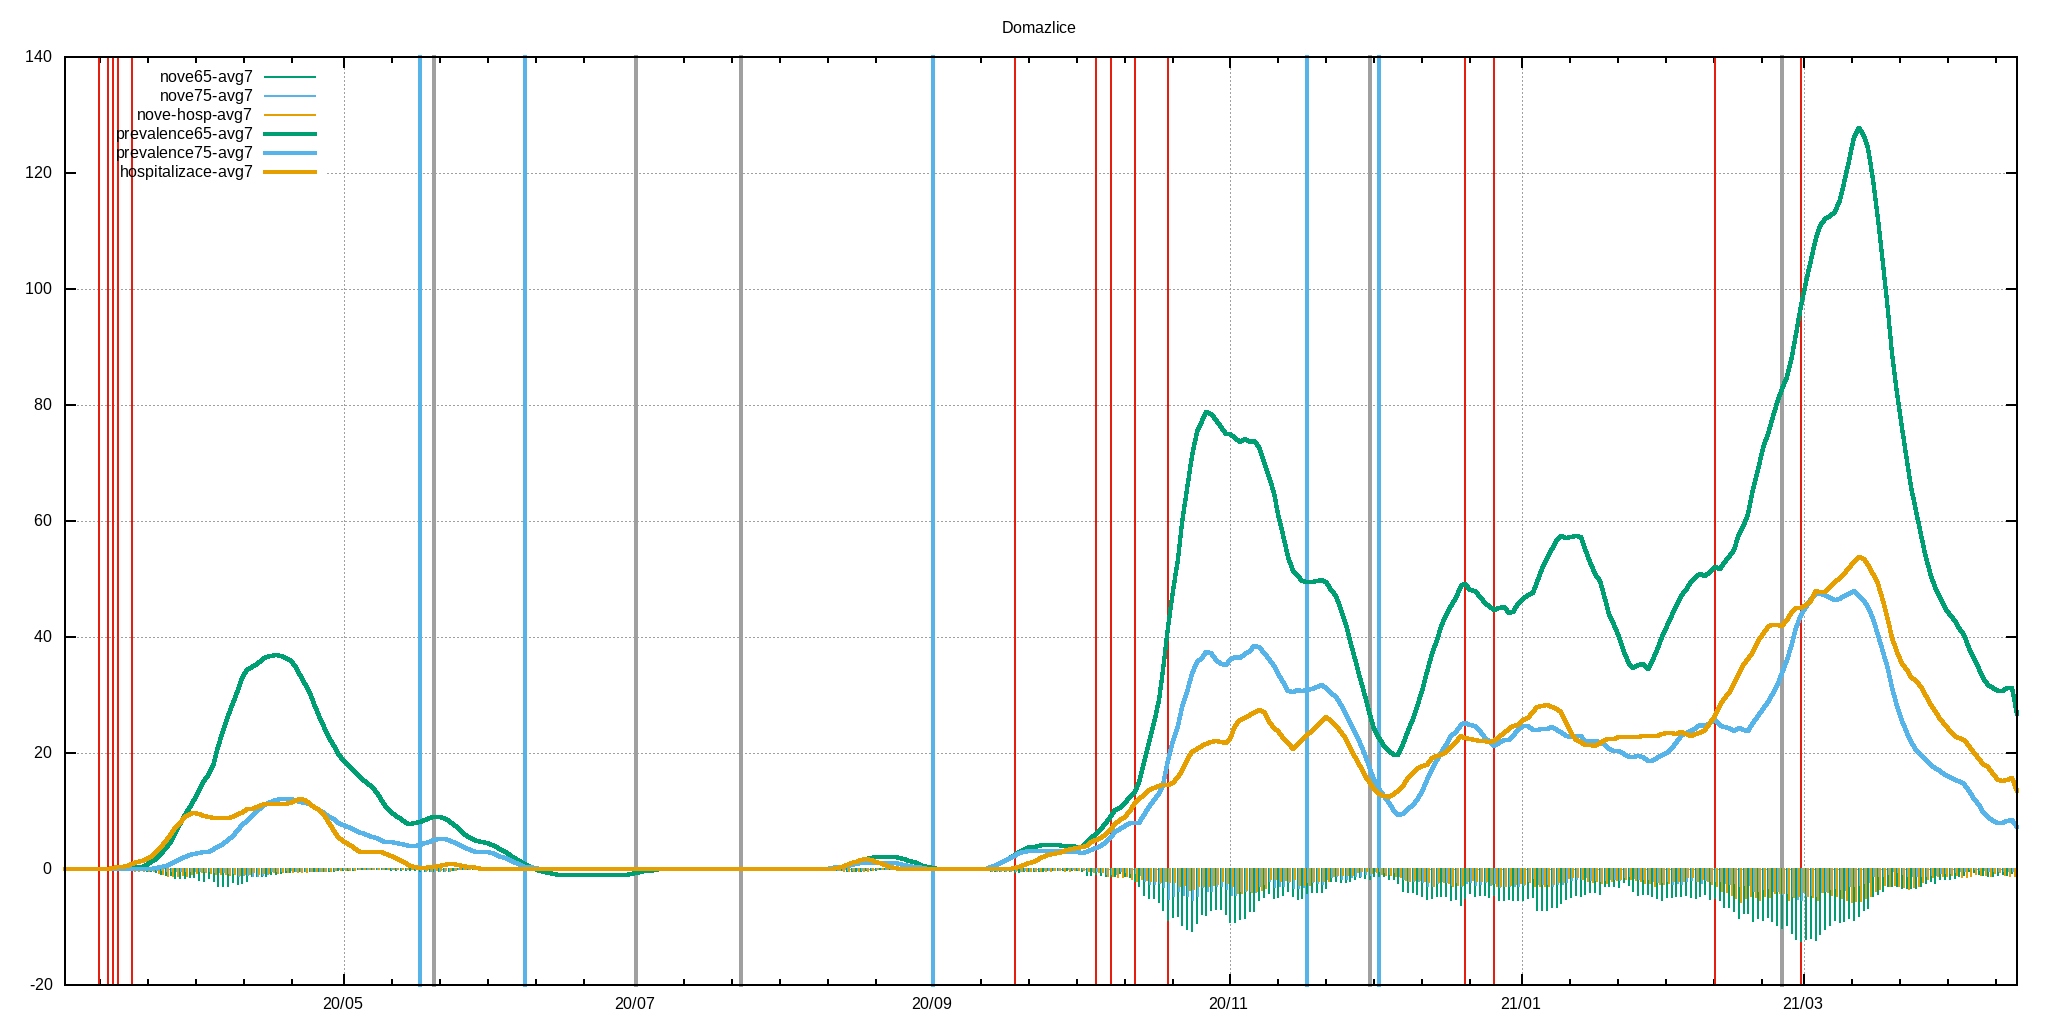 Domazlice
140
120
100
80
60
40
20
0
-20
nove65-avg7
nove75-avg7
nove-hosp-avg7
prevalence65-avg7
prevalence75-avg7
hospitalizace-avg7
20/05 20/07 20/09 20/11 21/01 21/03